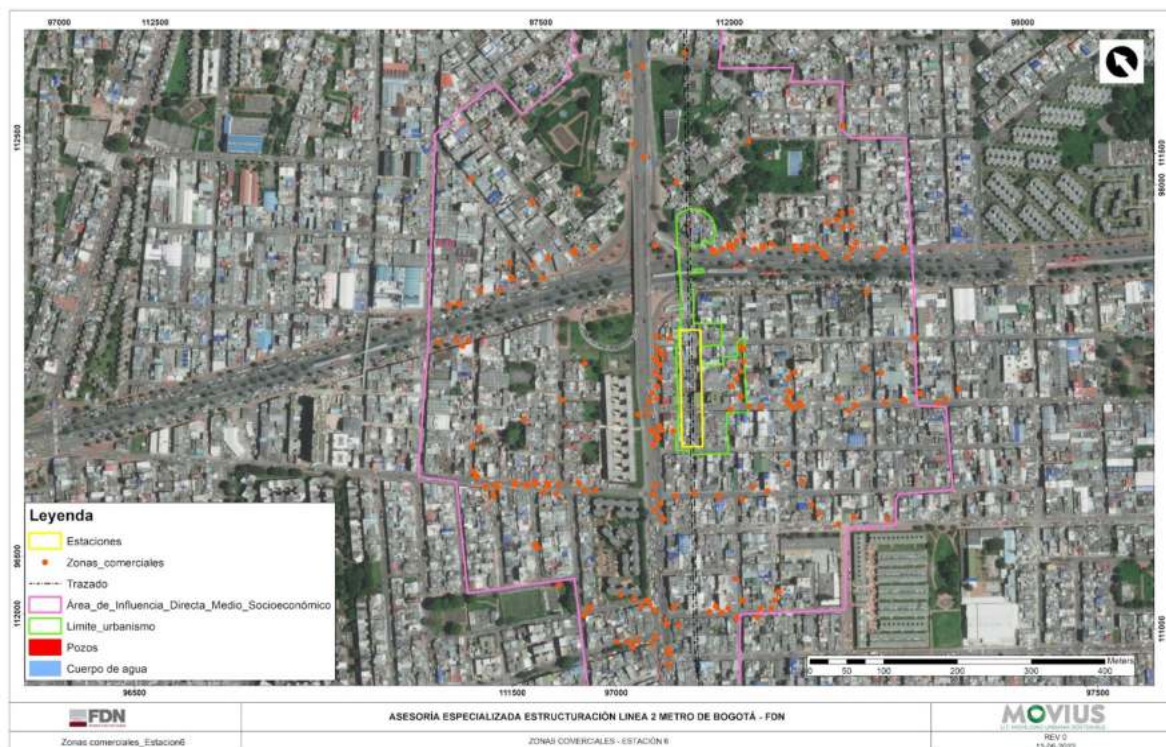 97000
112500
97500
112000
98000
112500
111500
98000
96500
112000
111000
Leyenda
Estaciones
Zonas_comerciales
Trazado
Área_de_Influencia_Directa_Medio_Socioeconómico
Limite_urbanismo
Pozos
Cuerpo de agua
Meters
0 50 100 200 300 400
96500
111500
97000
97500
FDN
ASESORÍA ESPECIALIZADA ESTRUCTURACIÓN LINEA 2 METRO DE BOGOTÁ - FDN
MOVIUS
Zonas comerciales_Estacion6
ZONAS COMERCIALES - ESTACIÓN 6
REV 0